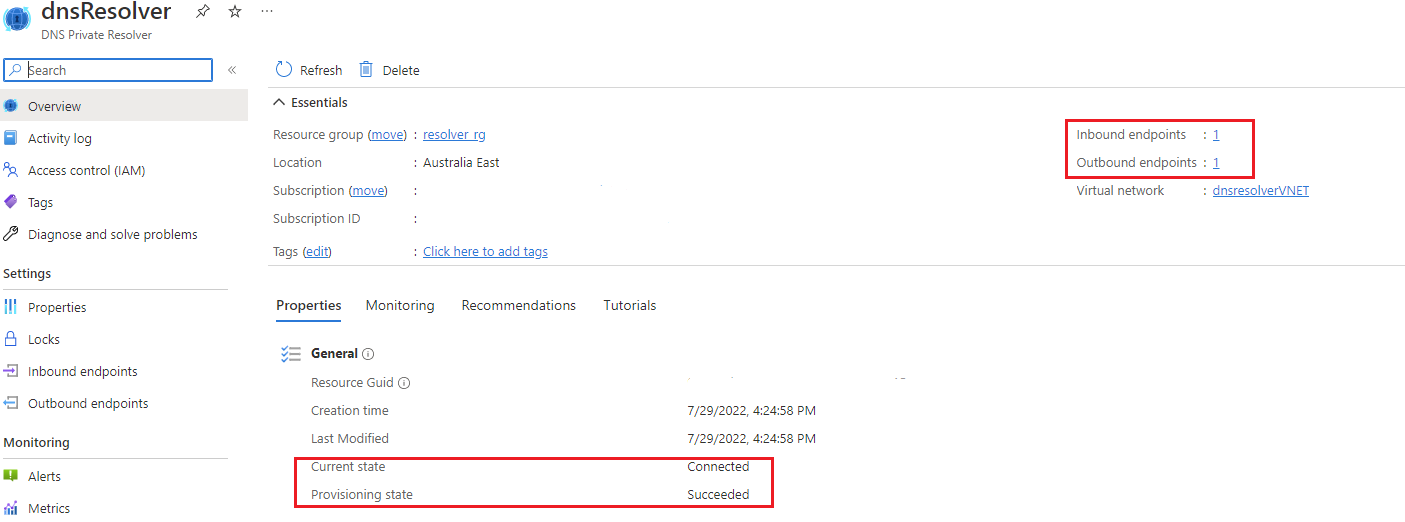 dnsResolver
DNS Private Resolver
Search
Refresh Delete
Overview
Activity log
Access control (IAM)
Tags
Diagnose and solve problems
Settings
Properties
Locks
Inbound endpoints
Outbound endpoints
Monitoring
Alerts
Metrics
Essentials
Resource group (move) : resolver_rg
Location : Australia East
Subscription (move) :
Subscription ID :
Tags (edit) : Click here to add tags
Inbound endpoints : 1
Outbound endpoints : 1
Virtual network : dnsresolverVNET
Properties Monitoring Recommendations Tutorials
General
Resource Guid
Creation time 7/29/2022, 4:24:58 PM
Last Modified 7/29/2022, 4:24:58 PM
Current state Connected
Provisioning state Succeeded